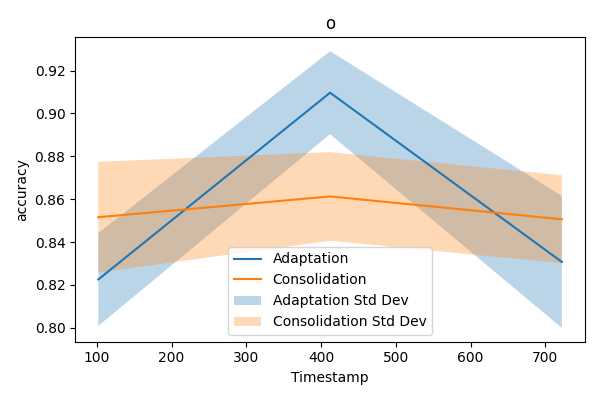 o
accuracy
0.92
0.90
0.88
0.86
0.84
0.82
0.80
Adaptation
Consolidation
Adaptation Std Dev
Consolidation Std Dev
100 200 300 400 500 600 700
Timestamp